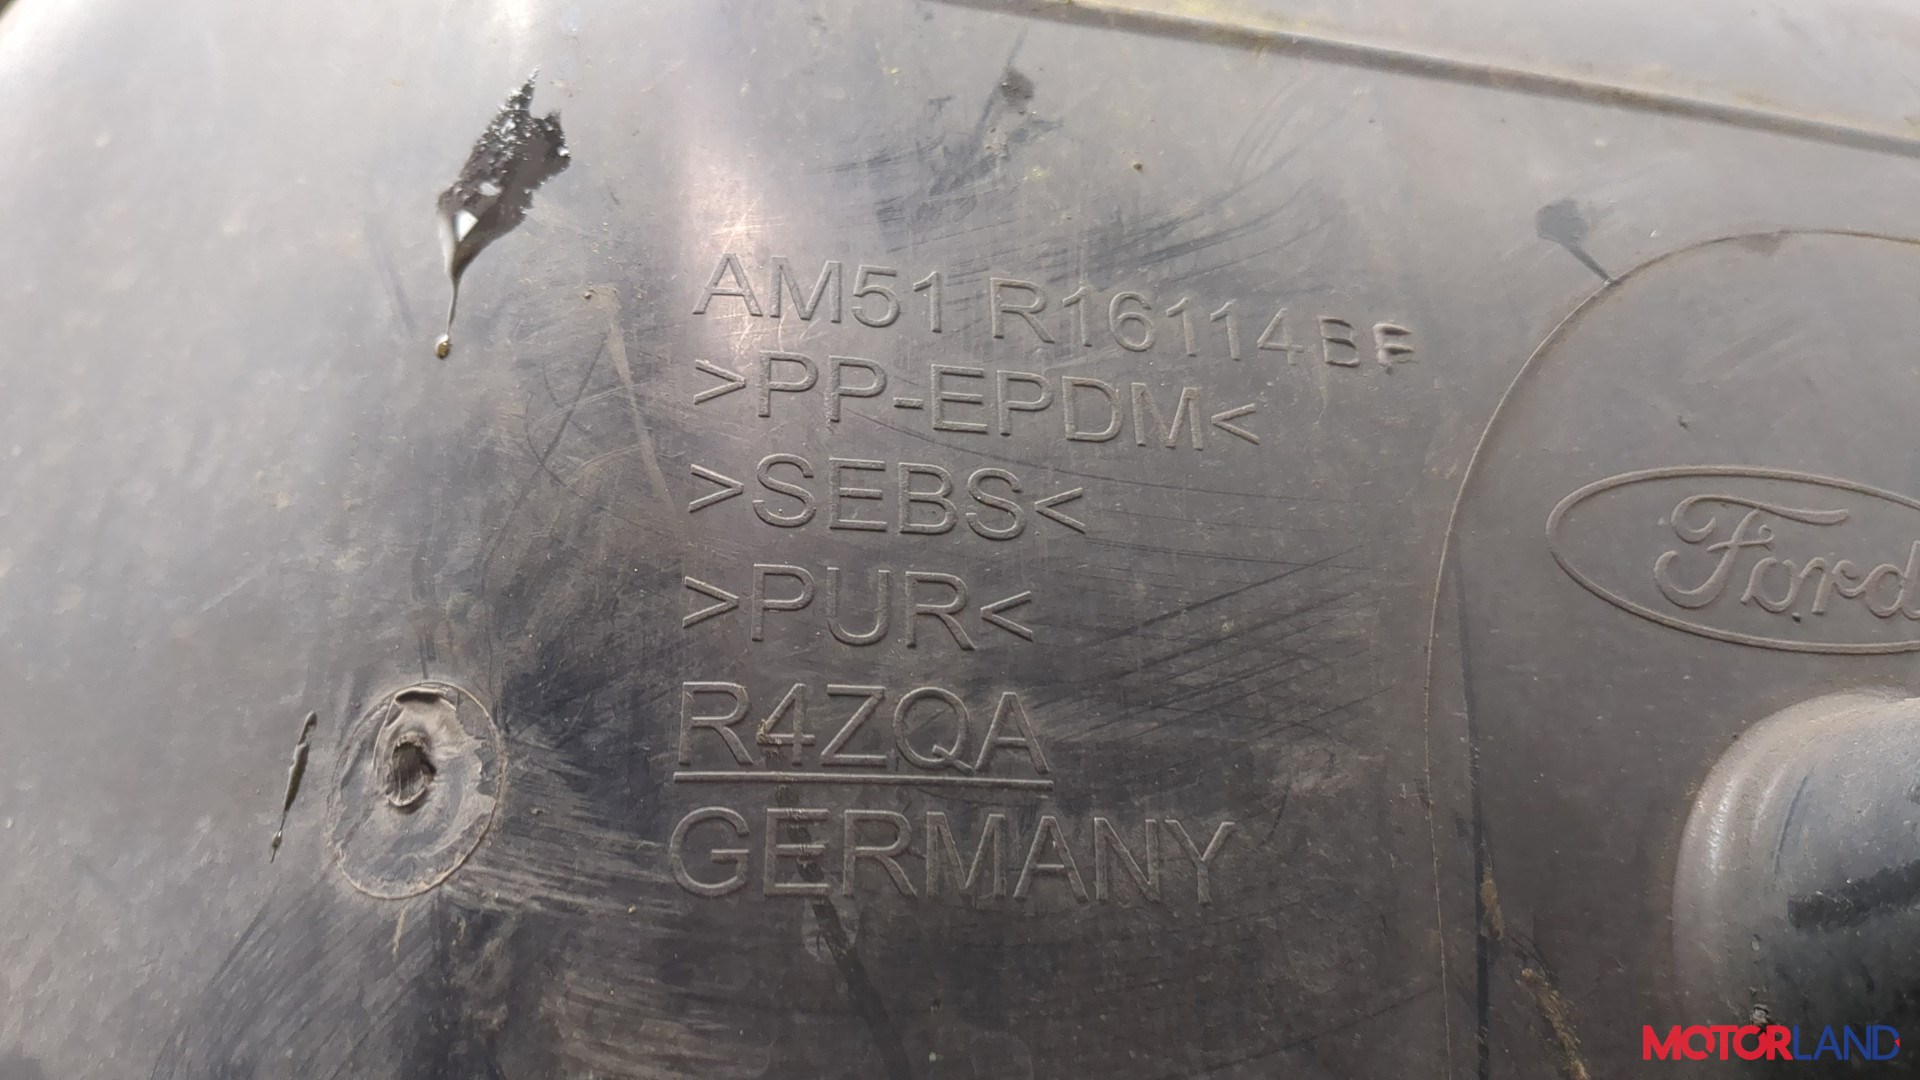 AM51 R16114BF
>PP-EPDM<
>SEBS<
>PUR<
R4ZQA
GERMANY
Ford
MOTORLAND